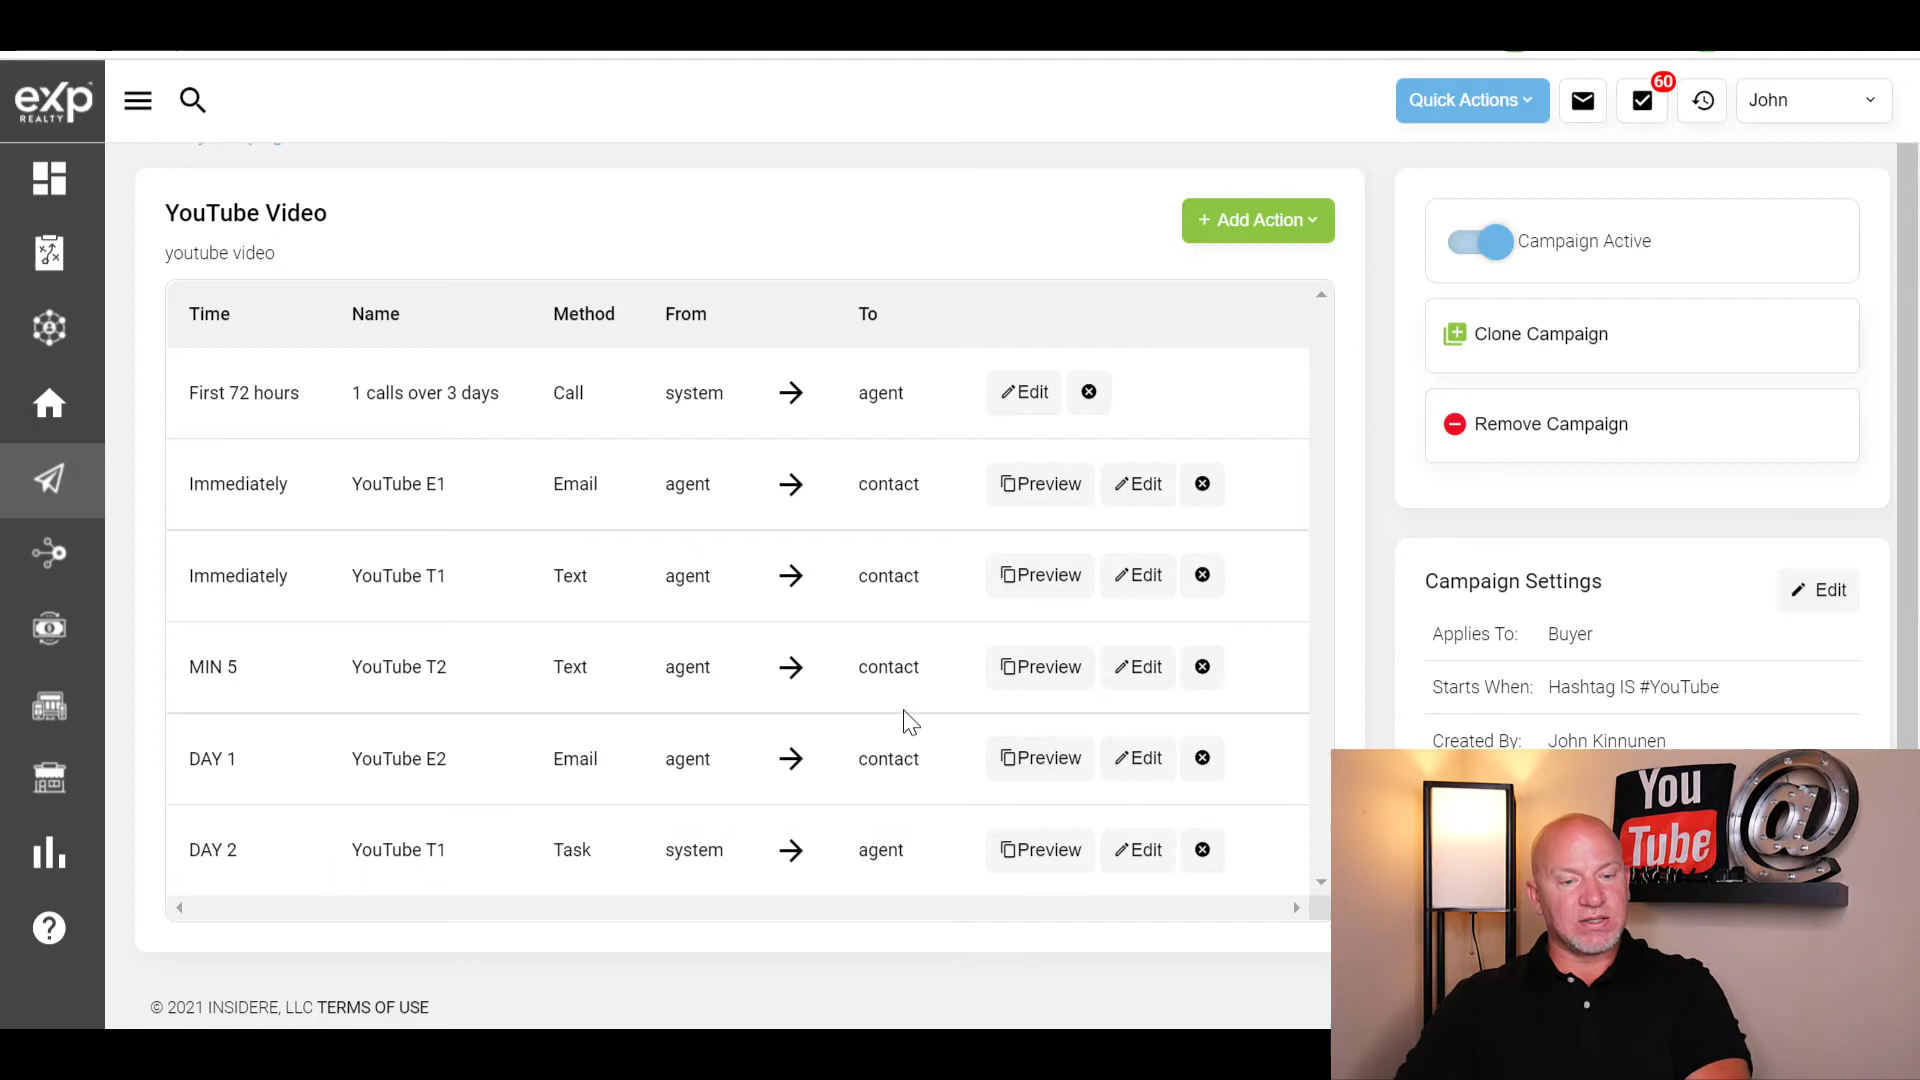 eXp
REALTY
Quick Actions
60
John
YouTube Video
youtube video
+ Add Action
Time Name Method From To
First 72 hours 1 calls over 3 days Call system agent Edit
Immediately YouTube E1 Email agent contact Preview Edit
Immediately YouTube T1 Text agent contact Preview Edit
MIN 5 YouTube T2 Text agent contact Preview Edit
DAY 1 YouTube E2 Email agent contact Preview Edit
DAY 2 YouTube T1 Task system agent Preview Edit
Campaign Active
Clone Campaign
Remove Campaign
Campaign Settings
Edit
Applies To: Buyer
Starts When: Hashtag IS #YouTube
Created By: John Kinnunen
You
Tube
@
© 2021 INSIDERE, LLC TERMS OF USE